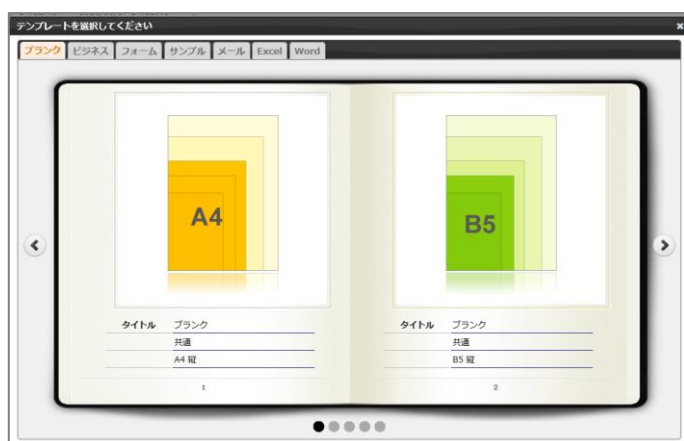 テンプレートを選択してください
ブランク ビジネス フォーム サンプル メール Excel Word
A4
B5
タイトル ブランク
共通
A4 縦
1
タイトル ブランク
共通
B5 縦
2